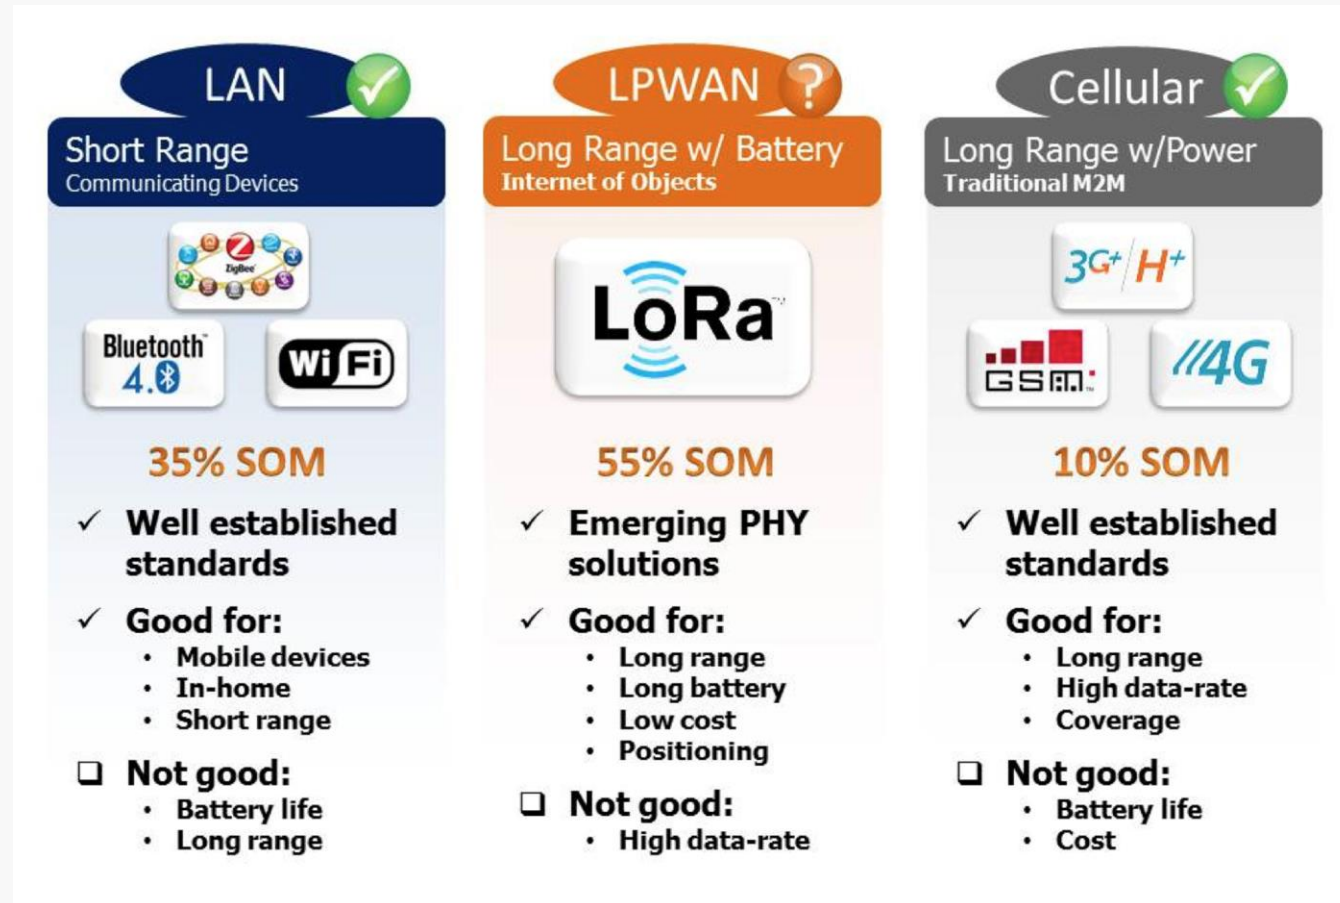 LAN
Short Range
Communicating Devices
ZigBee
Bluetooth™
4.0
Wi Fi
35% SOM
✓ Well established
standards
✓ Good for:
• Mobile devices
• In-home
• Short range
❑ Not good:
• Battery life
• Long range
LPWAN ?
Long Range w/ Battery
Internet of Objects
LoRa™
55% SOM
✓ Emerging PHY
solutions
✓ Good for:
• Long range
• Long battery
• Low cost
• Positioning
❑ Not good:
• High data-rate
Cellular
Long Range w/Power
Traditional M2M
3G+/H+
GSM
4G
10% SOM
✓ Well established
standards
✓ Good for:
• Long range
• High data-rate
• Coverage
❑ Not good:
• Battery life
• Cost